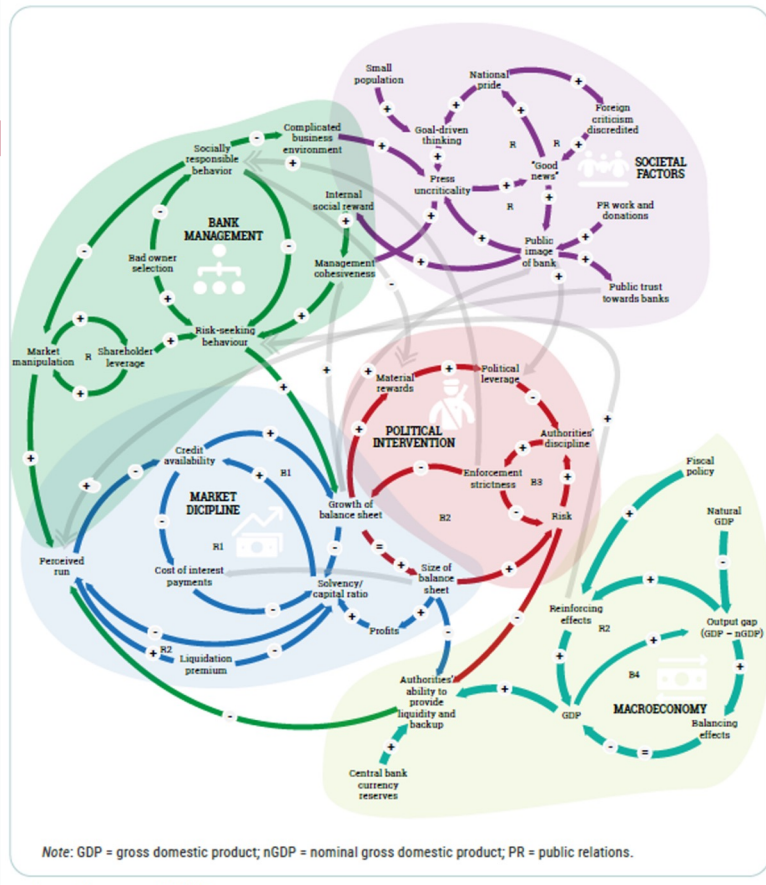 Small
population
National
pride
Foreign
criticism
discredited
Goal-driven
thinking
Complicated
business
environment
Socially
responsible
behavior
Press
uncriticality
"Good
news"
SOCIETAL
FACTORS
R
R
R
Internal
social reward
PR work and
donations
BANK
MANAGEMENT
Bad owner
selection
Management
cohesiveness
Public
image
of bank
Public trust
towards banks
Risk-seeking
behaviour
Market
manipulation
R
Shareholder
leverage
Material
rewards
Political
leverage
POLITICAL
INTERVENTION
Authorities'
discipline
Credit
availability
B1
Enforcement
strictness
B3
Fiscal
policy
MARKET
DICIPLINE
Growth of
balance sheet
B2
Risk
Natural
GDP
R1
Perceived
run
Cost of interest
payments
Solvency/
capital ratio
Size of
balance
sheet
Profits
Reinforcing
effects
R2
Output gap
(GDP – nGDP)
R2
Liquidation
premium
B4
Authorities'
ability to
provide
liquidity and
backup
GDP
MACROECONOMY
Balancing
effects
Central bank
currency
reserves
Note: GDP = gross domestic product; nGDP = nominal gross domestic product; PR = public relations.